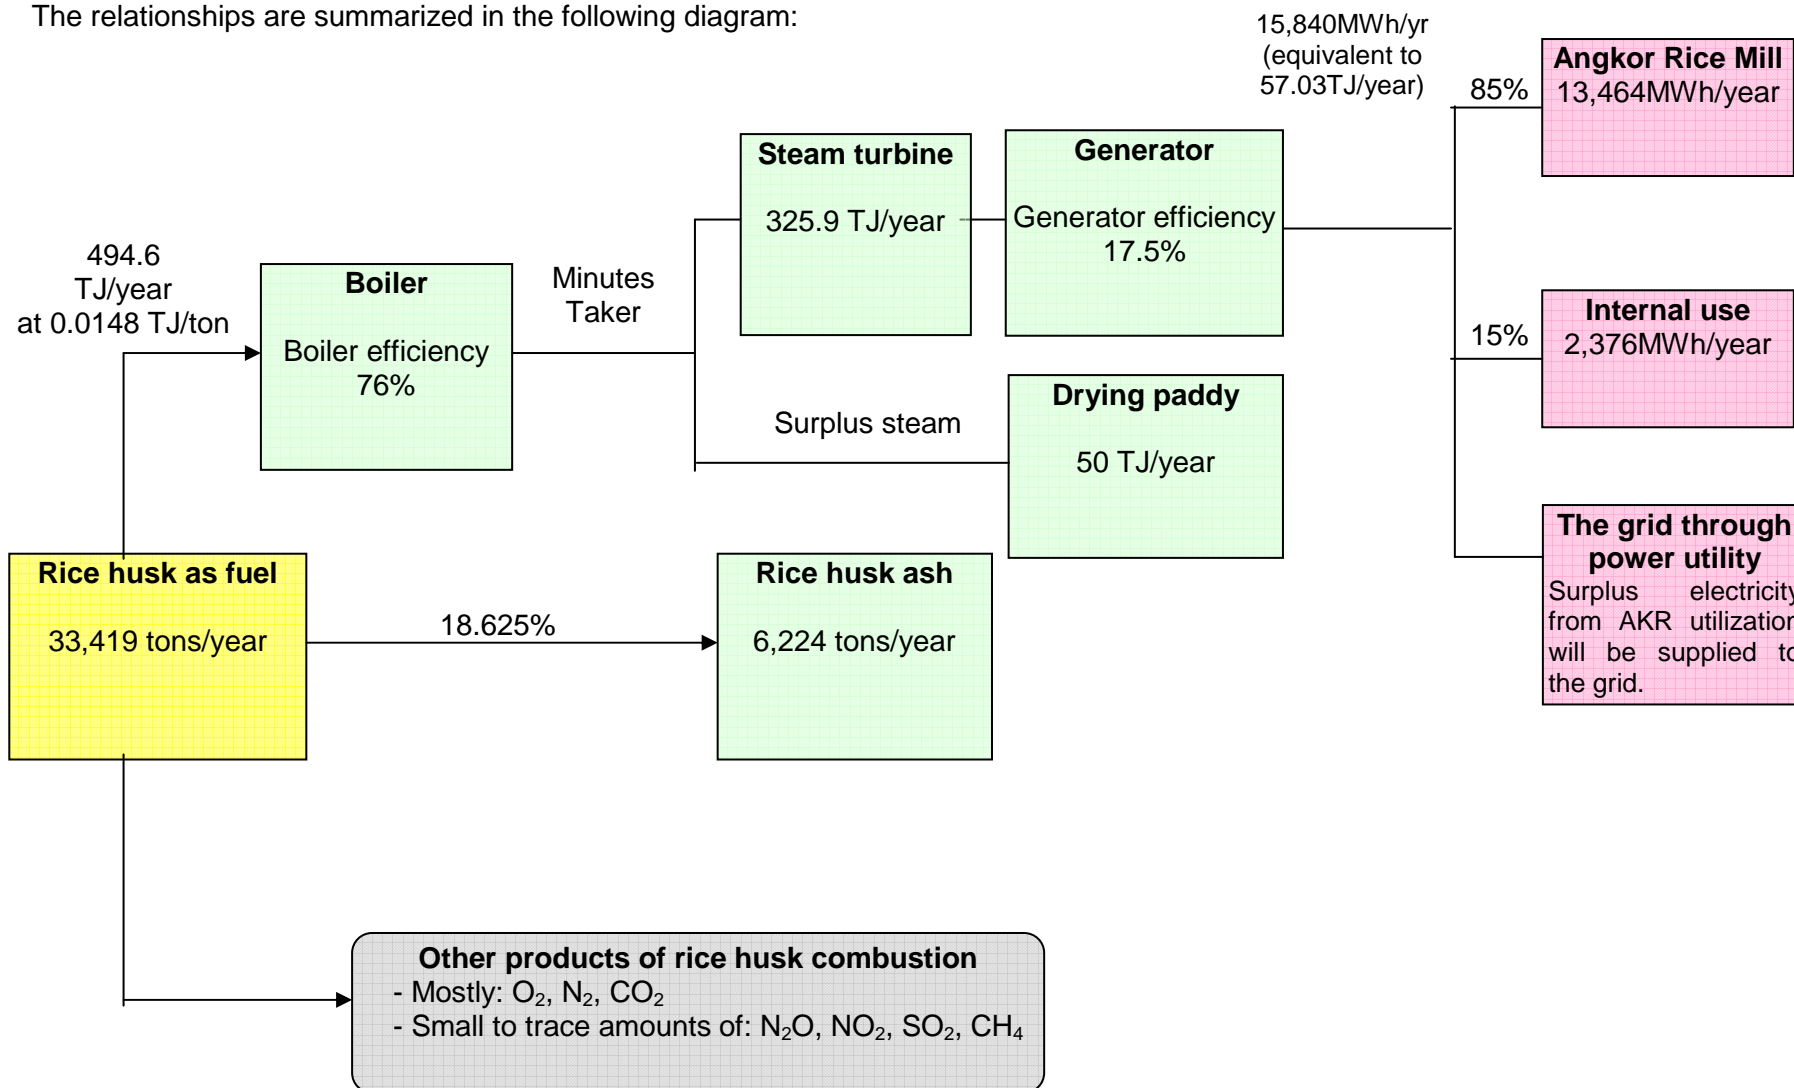 The relationships are summarized in the following diagram:
15,840MWh/yr
(equivalent to
57.03TJ/year)
85%
Angkor Rice Mill
13,464MWh/year
Steam turbine
325.9 TJ/year
Generator
Generator efficiency
17.5%
494.6
TJ/year
at 0.0148 TJ/ton
Boiler
Boiler efficiency
76%
Minutes
Taker
15%
Internal use
2,376MWh/year
Surplus steam
Drying paddy
50 TJ/year
The grid through
power utility
Surplus electricity
from AKR utilization
will be supplied to
the grid.
Rice husk as fuel
33,419 tons/year
18.625%
Rice husk ash
6,224 tons/year
Other products of rice husk combustion
- Mostly: O₂, N₂, CO₂
- Small to trace amounts of: N₂O, NO₂, SO₂, CH₄